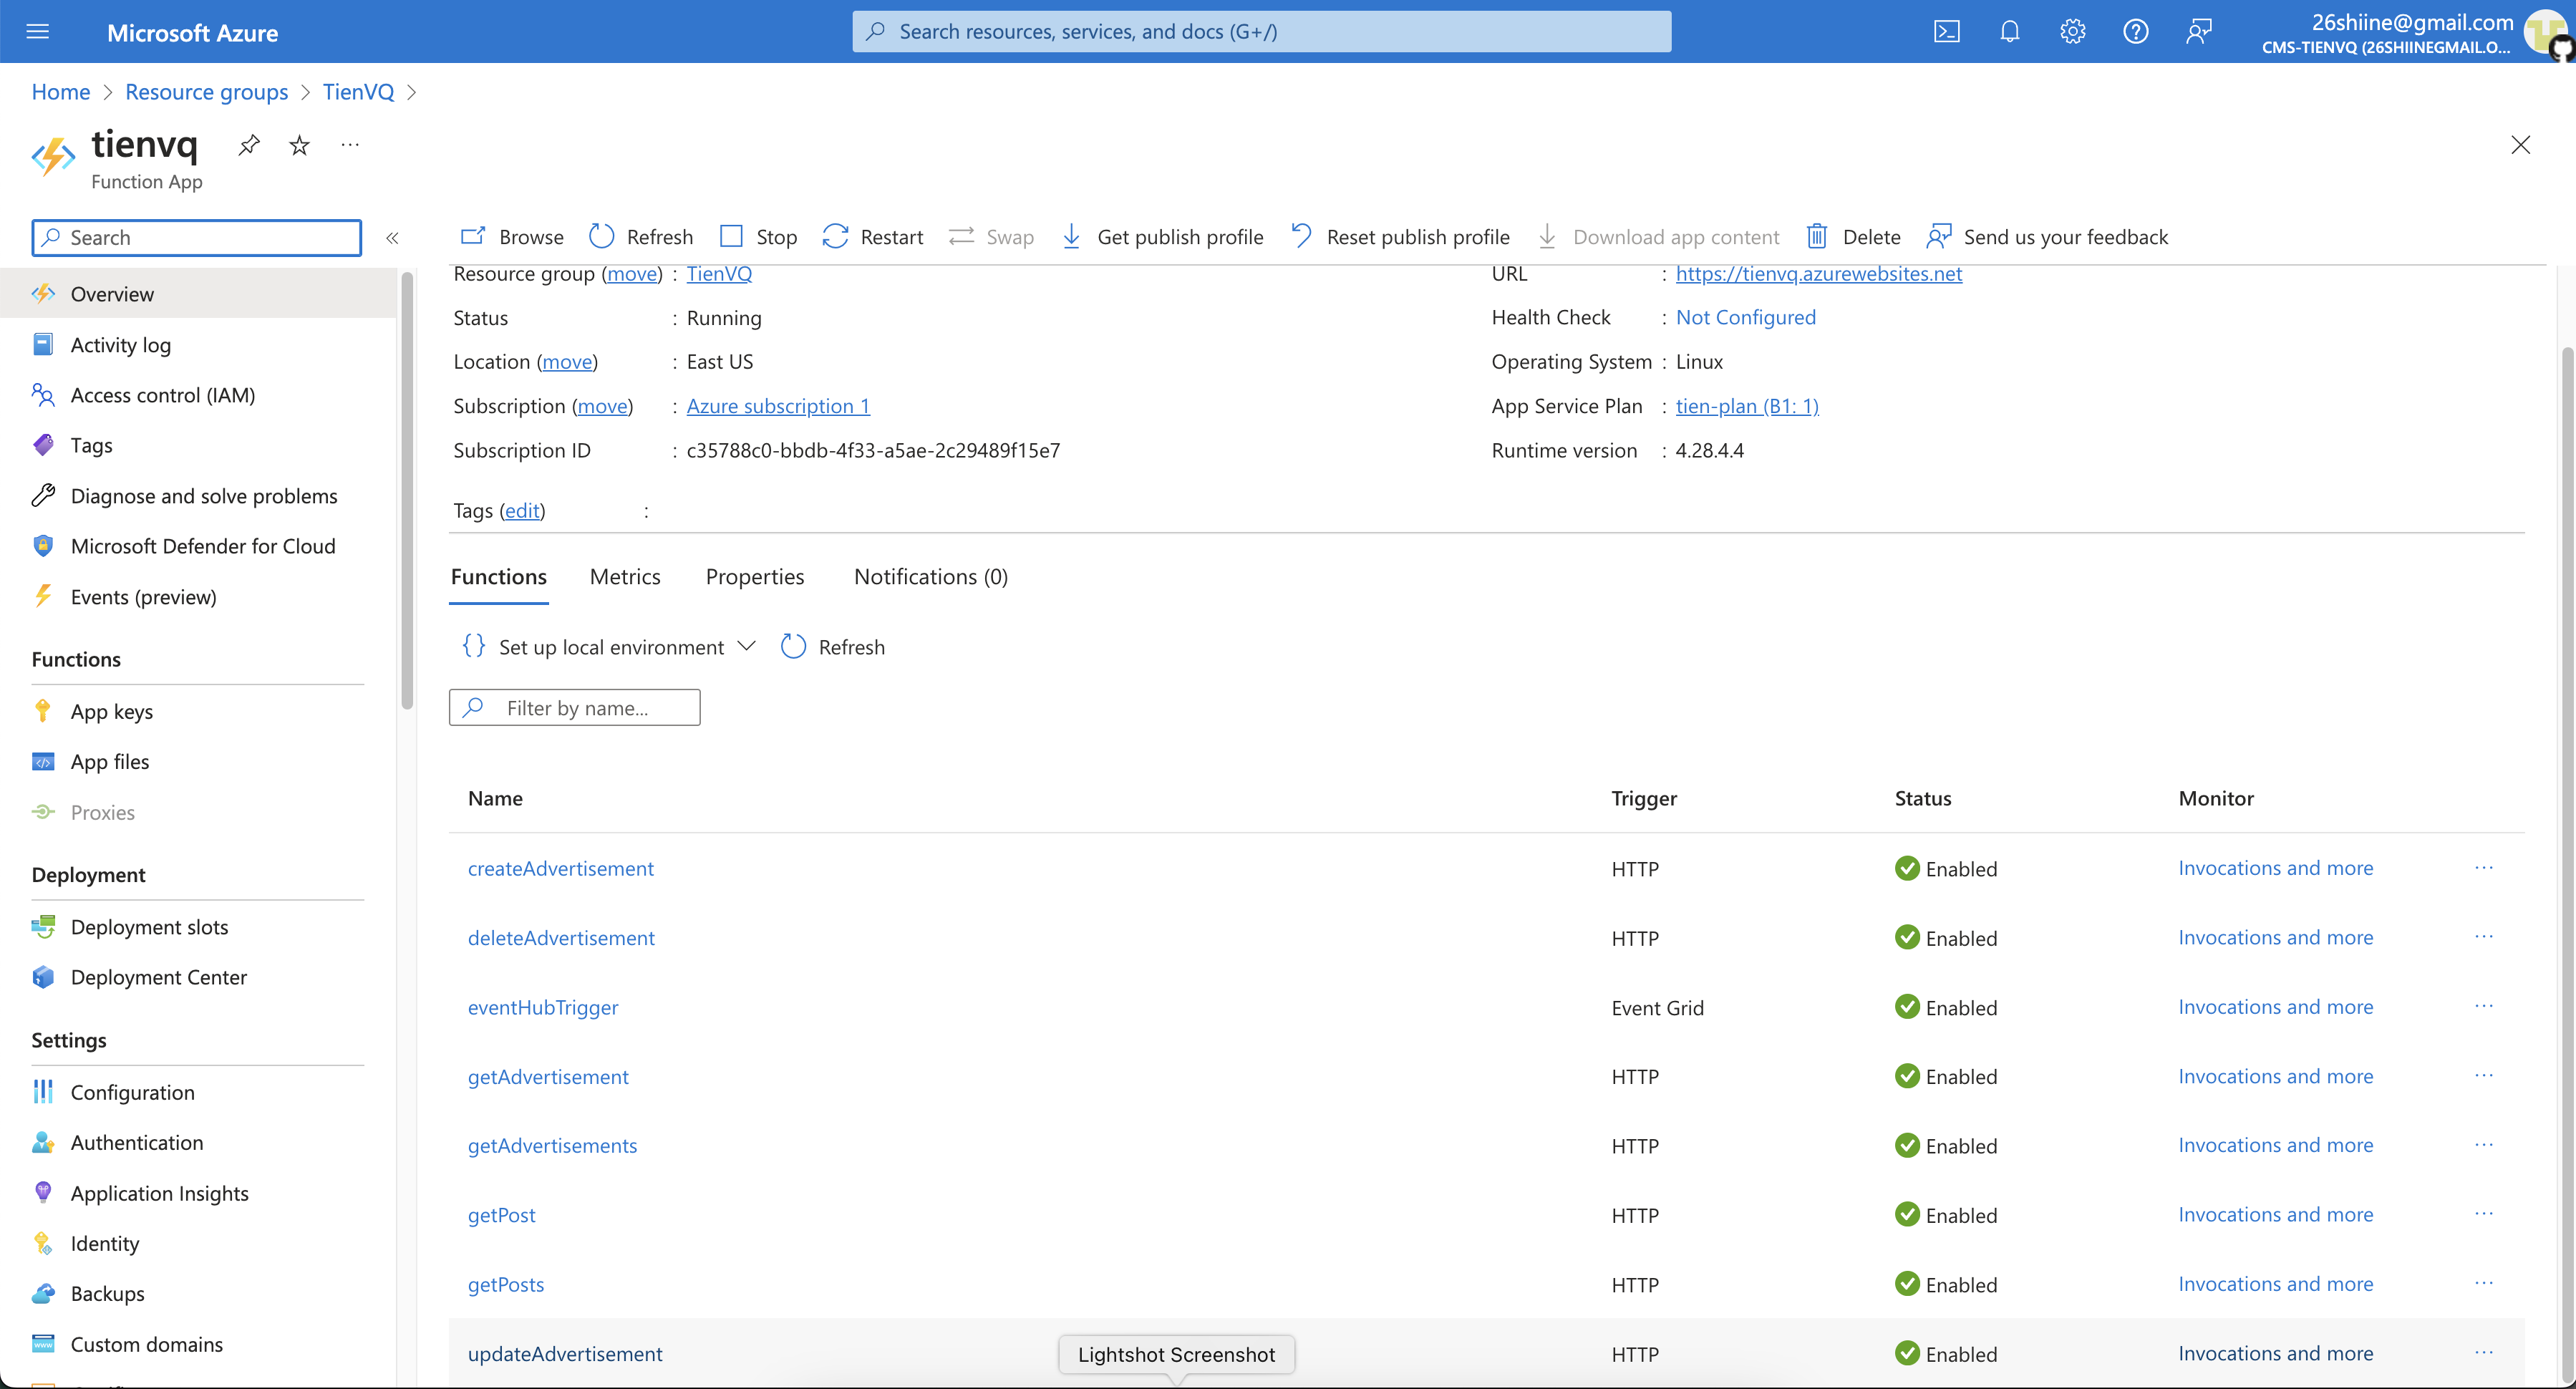 Microsoft Azure
Search resources, services, and docs (G+/)
26shiine@gmail.com
CMS-TIENVQ (26SHIINEGMAIL.O...
Home > Resource groups > TienVQ >
tienvq
Function App
Search
Browse Refresh Stop Restart Swap Get publish profile Reset publish profile Download app content Delete Send us your feedback
Overview
Activity log
Access control (IAM)
Tags
Diagnose and solve problems
Microsoft Defender for Cloud
Events (preview)
Functions
App keys
App files
Proxies
Deployment
Deployment slots
Deployment Center
Settings
Configuration
Authentication
Application Insights
Identity
Backups
Custom domains
Resource group (move) : TienVQ
Status : Running
Location (move) : East US
Subscription (move) : Azure subscription 1
Subscription ID : c35788c0-bbdb-4f33-a5ae-2c29489f15e7
URL : https://tienvq.azurewebsites.net
Health Check : Not Configured
Operating System : Linux
App Service Plan : tien-plan (B1: 1)
Runtime version : 4.28.4.4
Tags (edit) :
Functions Metrics Properties Notifications (0)
Set up local environment Refresh
Filter by name...
Name Trigger Status Monitor
createAdvertisement HTTP Enabled Invocations and more ...
deleteAdvertisement HTTP Enabled Invocations and more ...
eventHubTrigger Event Grid Enabled Invocations and more ...
getAdvertisement HTTP Enabled Invocations and more ...
getAdvertisements HTTP Enabled Invocations and more ...
getPost HTTP Enabled Invocations and more ...
getPosts HTTP Enabled Invocations and more ...
updateAdvertisement HTTP Enabled Invocations and more ...
Lightshot Screenshot